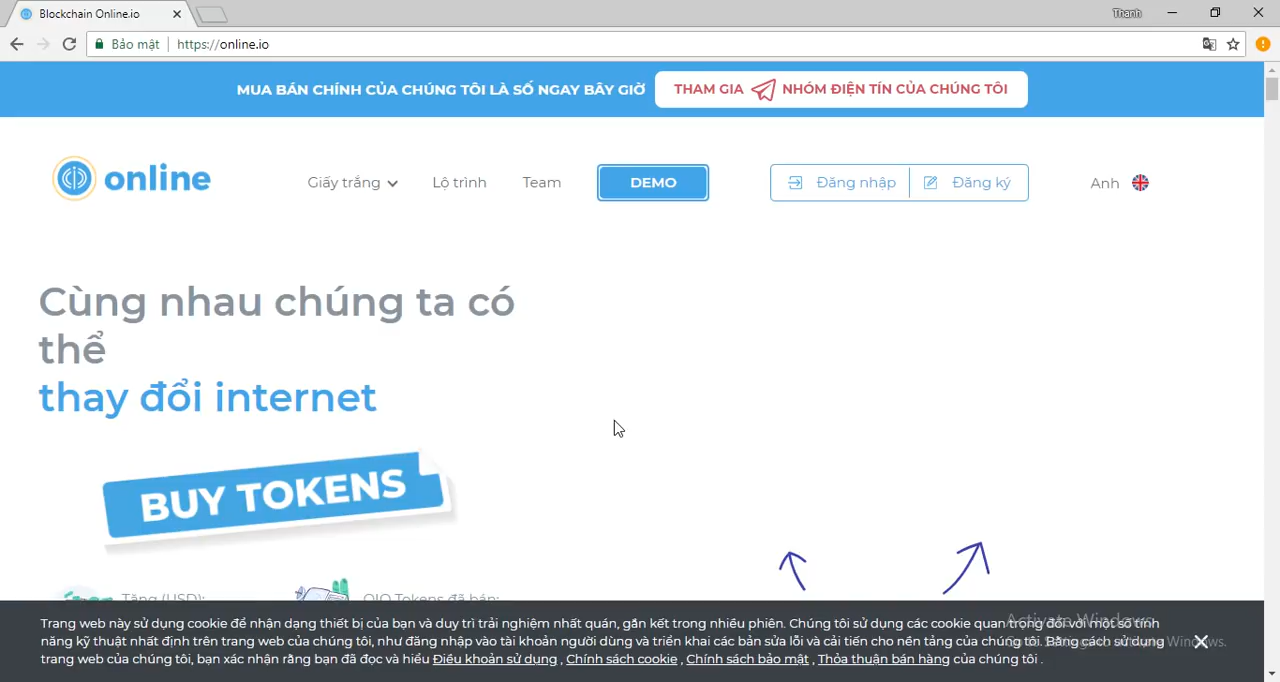 Blockchain Online.io
Thanh
Bảo mật
https://online.io
MUA BÁN CHÍNH CỦA CHÚNG TÔI LÀ SỐ NGAY BÂY GIỜ
THAM GIA NHÓM ĐIỆN TÍN CỦA CHÚNG TÔI
online
Giấy trắng
Lộ trình
Team
DEMO
Đăng nhập
Đăng ký
Anh
Cùng nhau chúng ta có
thể
thay đổi internet
BUY TOKENS
Tăng (USD):
OIO Tokens đã bán:
Activate Windows
Trang web này sử dụng cookie để nhận dạng thiết bị của bạn và duy trì trải nghiệm nhất quán, gắn kết trong nhiều phiên. Chúng tôi sử dụng các cookie quan trọng đối với một số tính
năng kỹ thuật nhất định trên trang web của chúng tôi, như đăng nhập vào tài khoản người dùng và triển khai các bản sửa lỗi và cải tiến cho nền tảng của chúng tôi. Bằng cách sử dụng
trang web của chúng tôi, bạn xác nhận rằng bạn đã đọc và hiểu Điều khoản sử dụng , Chính sách cookie , Chính sách bảo mật , Thỏa thuận bán hàng của chúng tôi .